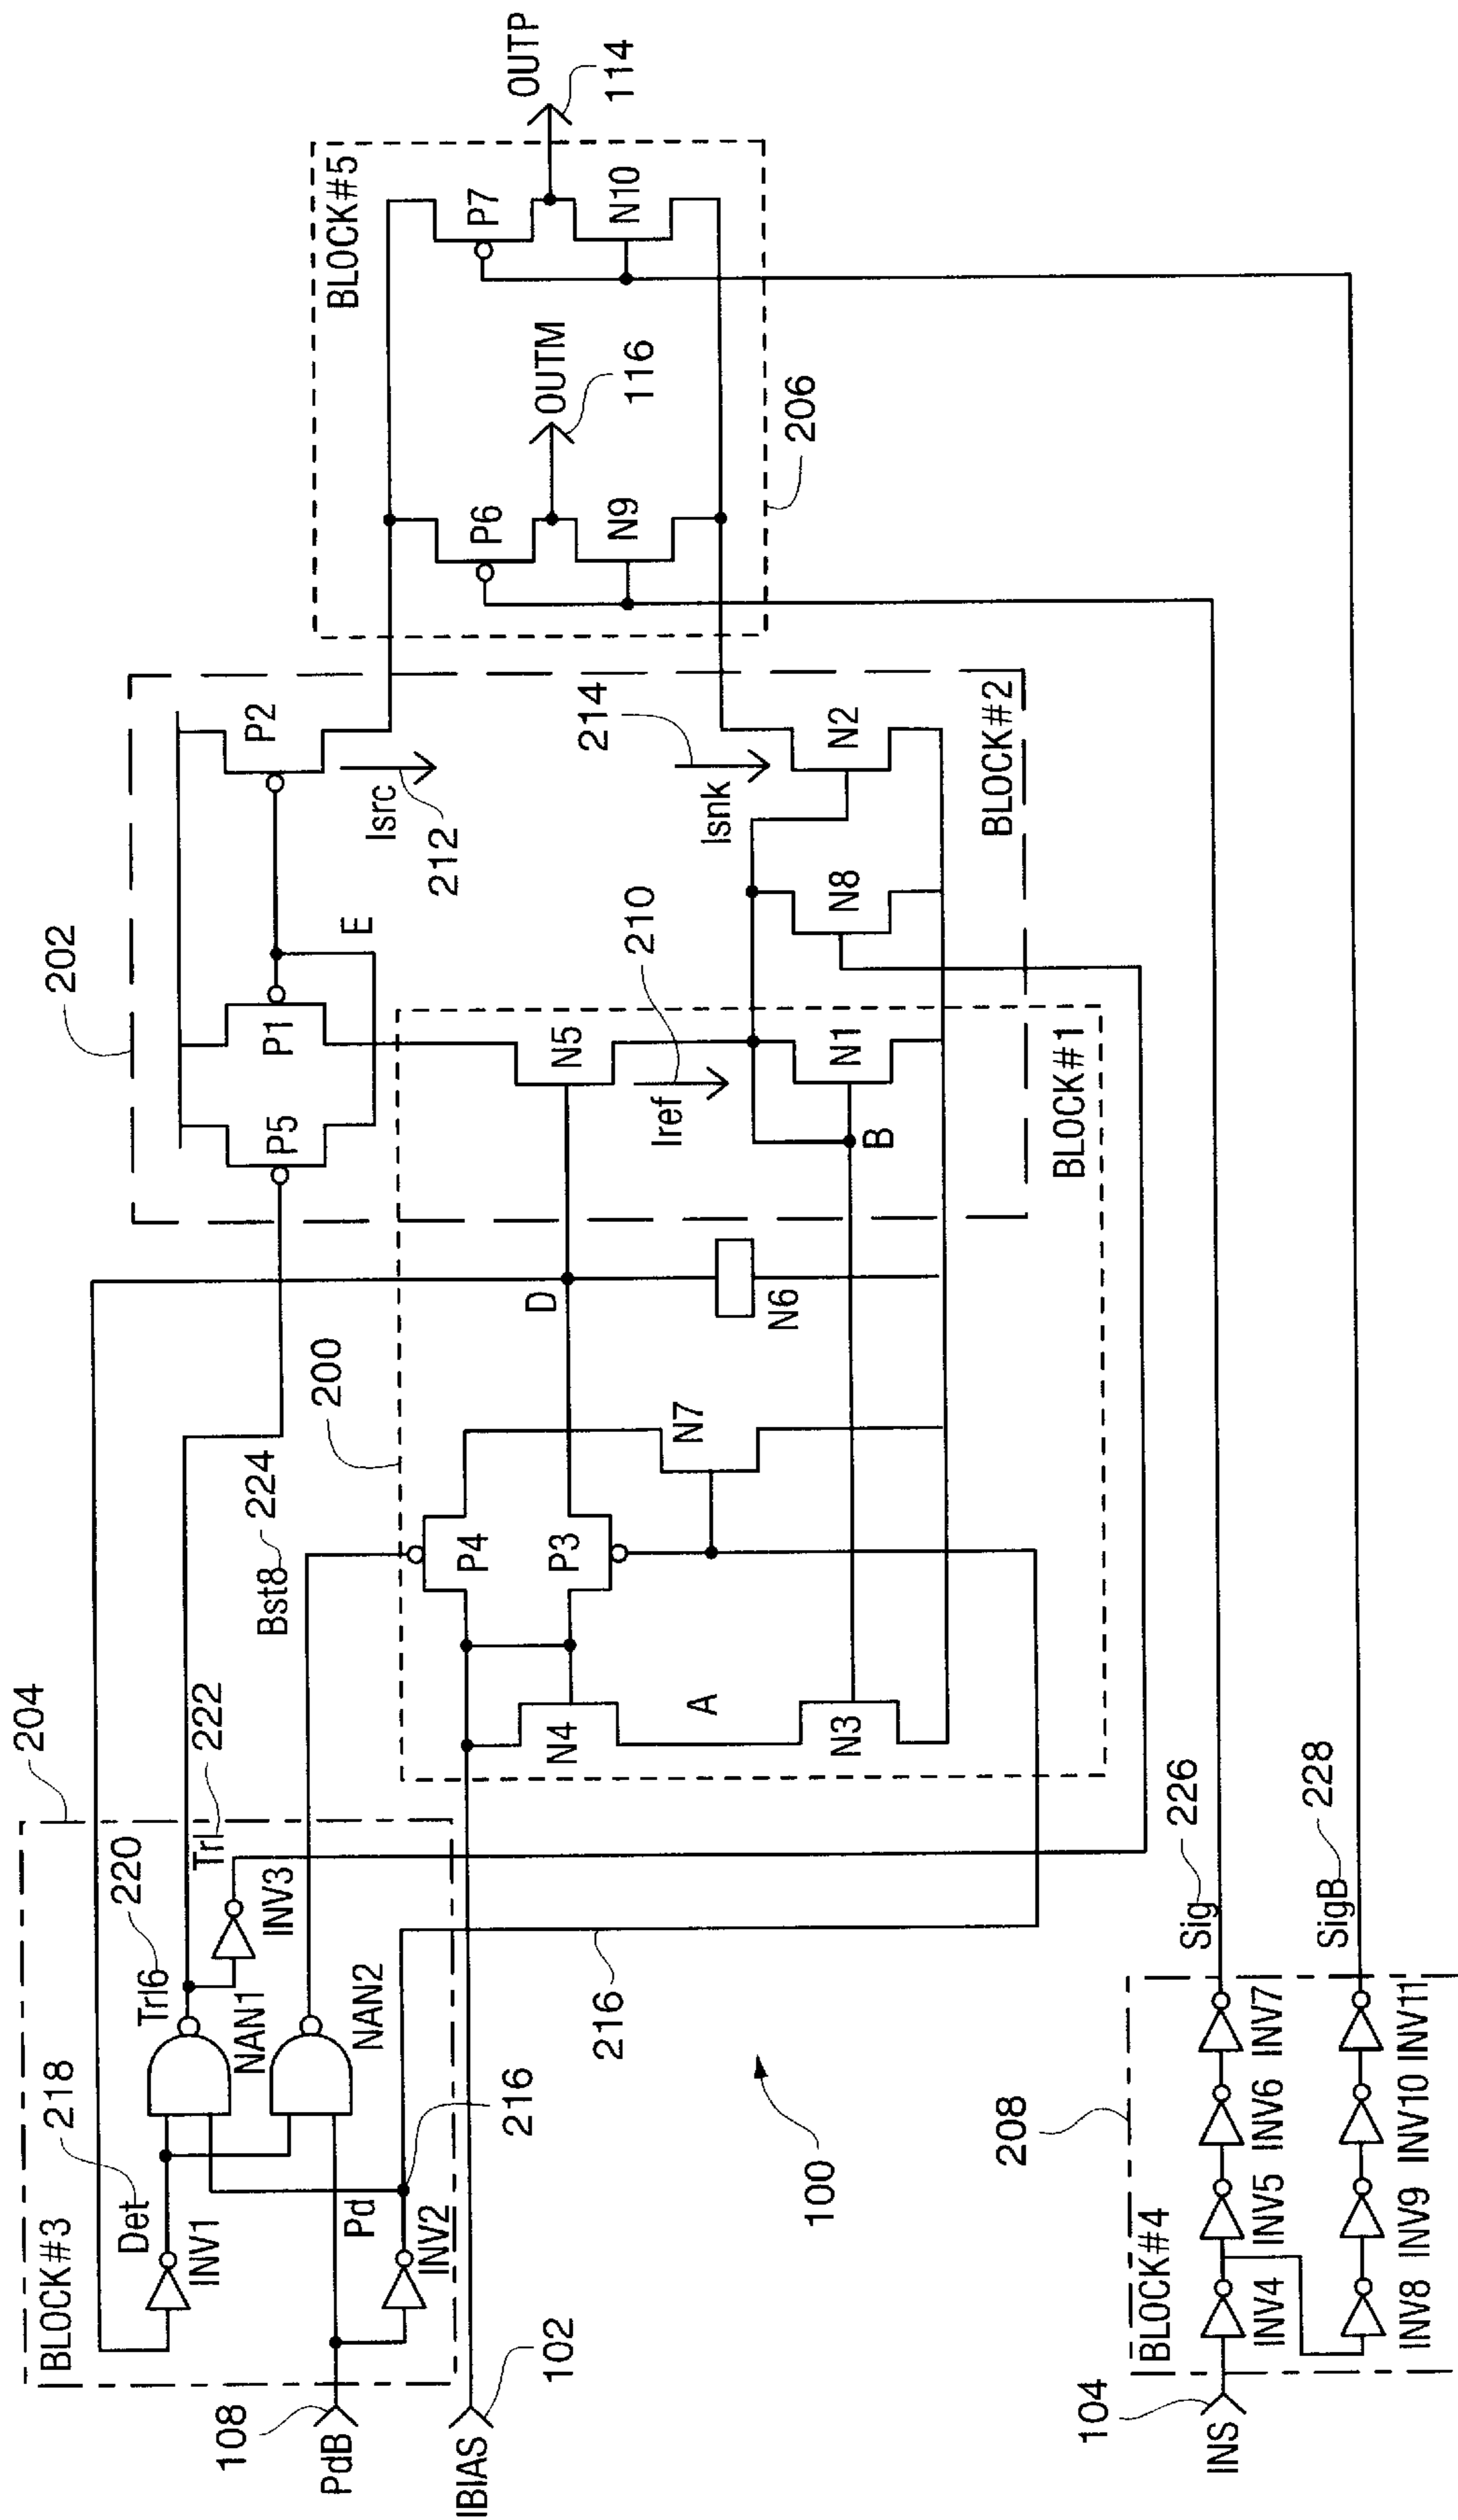 204
BLOCK#3
218
Det
INV1
220
Trl6
NAN1
222
Trl
INV3
NAN2
108
PdB
Pd
INV2
216
216
IBIAS
102
Bst8
224
200
P4
P3
N4
A
N3
N7
D
N6
202
P5
P1
E
P2
N5
Isrc
212
Iref
210
B
N1
BLOCK#1
N8
214
Isnk
N2
BLOCK#2
BLOCK#5
P6
N9
OUTM
116
P7
N10
OUTP
114
206
100
208
BLOCK#4
104
INS
INV4
INV5
INV6
INV7
Sig
226
INV8
INV9
INV10
INV11
SigB
228